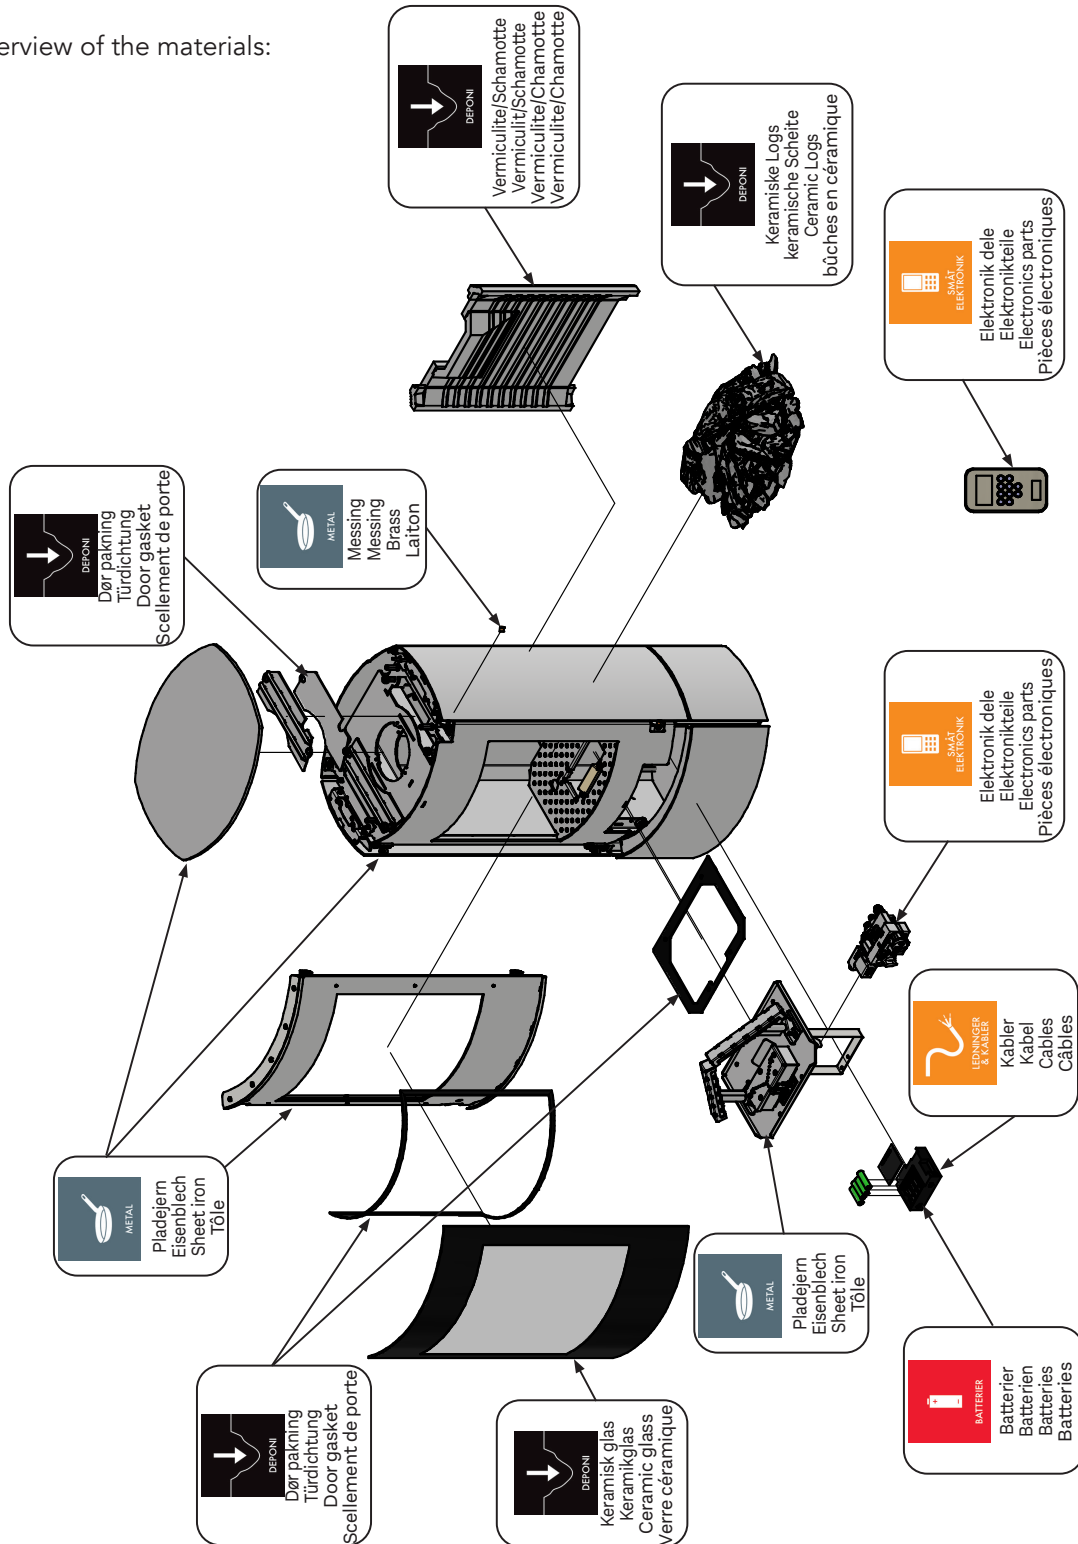 erview of the materials:
DEPONI
Vermiculite/Schamotte
Vermiculit/Schamotte
Vermiculite/Chamotte
Vermiculite/Chamotte
DEPONI
Keramiske Logs
keramische Scheite
Ceramic Logs
bûches en céramique
SMÅT
ELEKTRONIK
Elektronik dele
Elektronikteile
Electronics parts
Pièces électroniques
DEPONI
Dør pakning
Türdichtung
Door gasket
Scellement de porte
METAL
Messing
Messing
Brass
Laiton
SMÅT
ELEKTRONIK
Elektronik dele
Elektronikteile
Electronics parts
Pièces électroniques
LEDNINGER
& KABLER
Kabler
Kabel
Cables
Câbles
METAL
Pladejern
Eisenblech
Sheet iron
Tôle
METAL
Pladejern
Eisenblech
Sheet iron
Tôle
DEPONI
Dør pakning
Türdichtung
Door gasket
Scellement de porte
DEPONI
Keramisk glas
Keramikglas
Ceramic glass
Verre céramique
BATTERIER
Batterier
Batterien
Batteries
Batteries